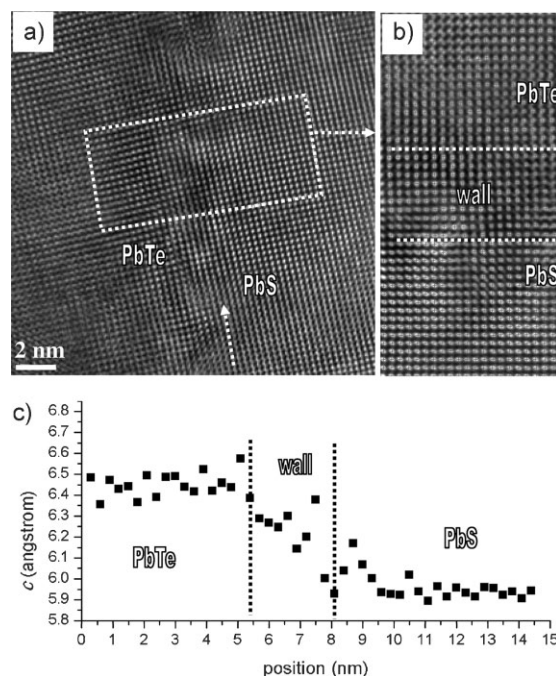 a)
PbTe
PbS
2 nm
b)
PbTe
wall
PbS
c)
6.8
6.7
6.6
6.5
6.4
6.3
6.2
6.1
6.0
5.9
5.8
c (angstrom)
wall
PbTe
PbS
0 1 2 3 4 5 6 7 8 9 10 11 12 13 14 15
position (nm)